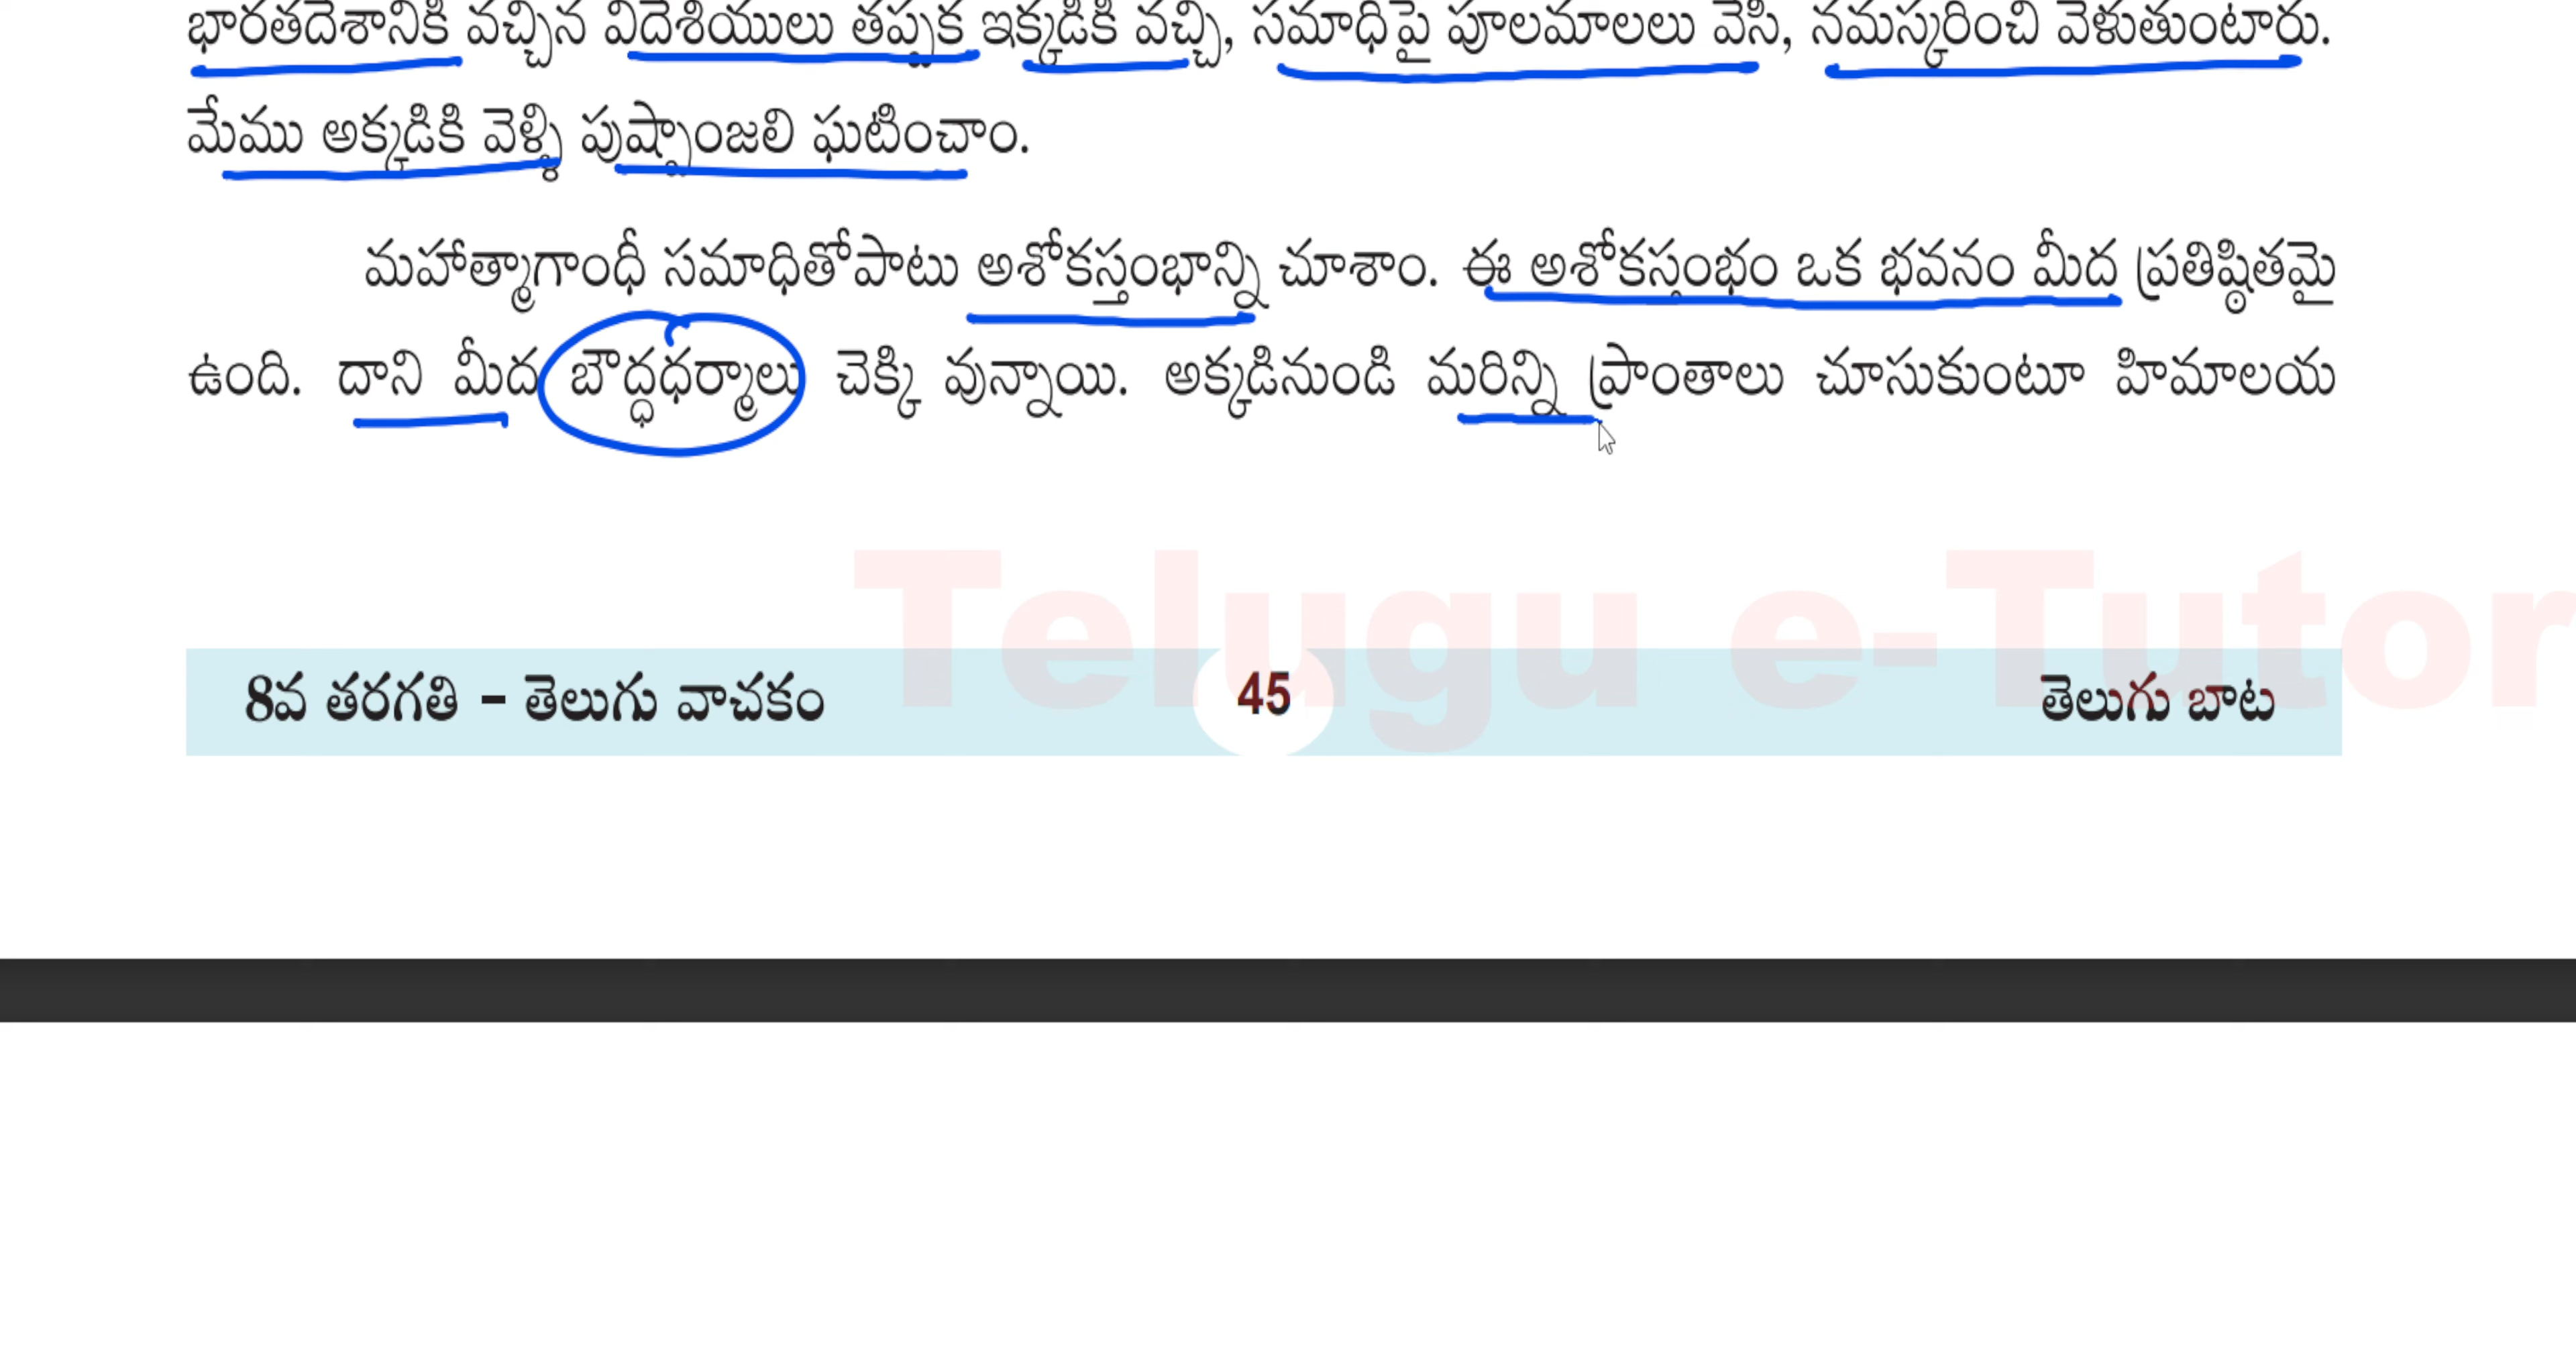 భారతదేశానికి వచ్చిన విదేశీయులు తప్పక ఇక్కడికి వచ్చి, సమాధిపై పూలమాలలు వేసి, నమస్కరించి వెళుతుంటారు.
మేము అక్కడికి వెళ్ళి పుష్పాంజలి ఘటించాం.
మహాత్మాగాంధీ సమాధితోపాటు అశోకస్తంభాన్ని చూశాం. ఈ అశోకస్తంభం ఒక భవనం మీద ప్రతిష్ఠితమై
ఉంది. దాని మీద బౌద్ధధర్మాలు చెక్కి వున్నాయి. అక్కడినుండి మరిన్ని ప్రాంతాలు చూసుకుంటూ హిమాలయ
Telugu e-Tutor
8వ తరగతి – తెలుగు వాచకం 45 తెలుగు బాట